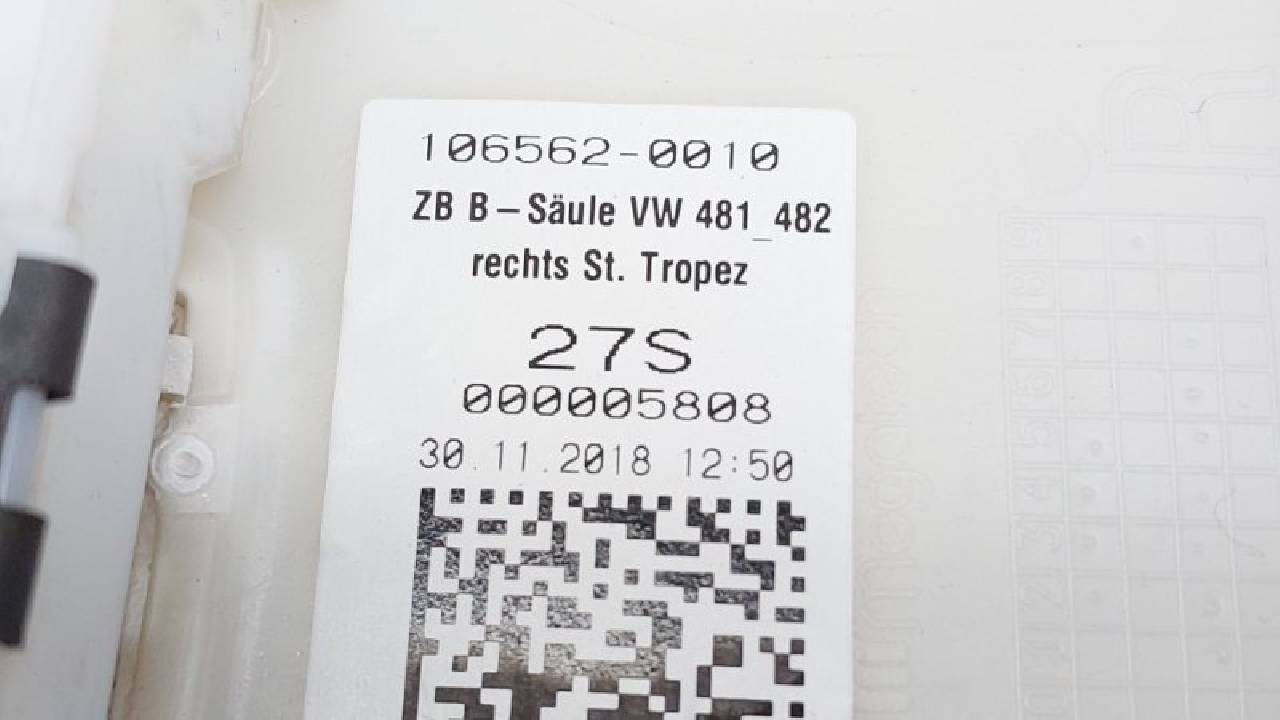 106562-0010
ZB B-Säule VW 481_482
rechts St. Tropez
27S
000005808
30.11.2018 12:50
R